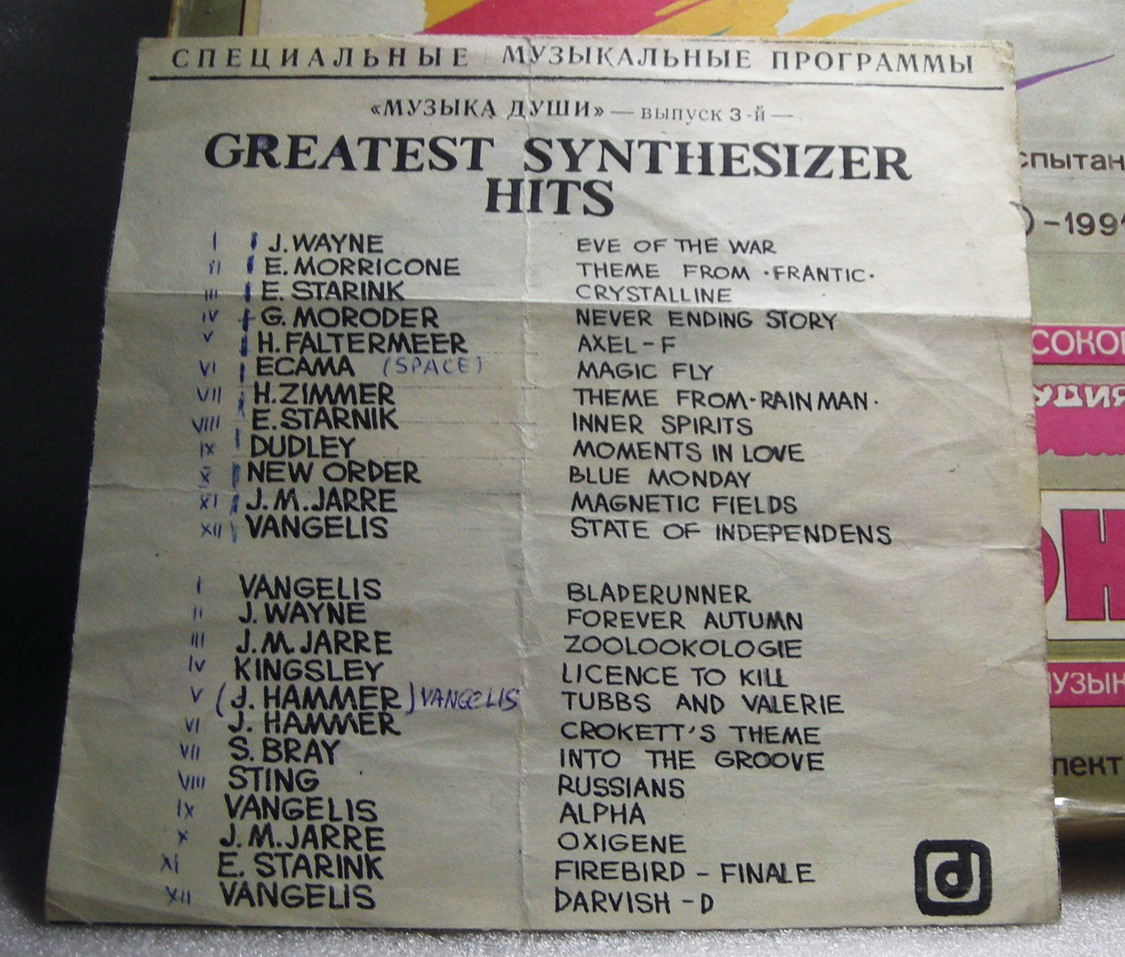 СПЕЦИАЛЬНЫЕ МУЗЫКАЛЬНЫЕ ПРОГРАММЫ
«МУЗЫКА ДУШИ» — выпуск 3-й —
GREATEST SYNTHESIZER
HITS
I J. WAYNE EVE OF THE WAR
II E. MORRICONE THEME FROM ·FRANTIC·
III E. STARINK CRYSTALLINE
IV G. MORODER NEVER ENDING STORY
V H. FALTERMEER AXEL - F
VI ECAMA (SPACE) MAGIC FLY
VII H. ZIMMER THEME FROM·RAIN MAN·
VIII E. STARNIK INNER SPIRITS
IX DUDLEY MOMENTS IN LOVE
X NEW ORDER BLUE MONDAY
XI J. M. JARRE MAGNETIC FIELDS
XII VANGELIS STATE OF INDEPENDENS
I VANGELIS BLADERUNNER
II J. WAYNE FOREVER AUTUMN
III J. M. JARRE ZOOLOOKOLOGIE
IV KINGSLEY LICENCE TO KILL
V (J. HAMMER) VANGELIS TUBBS AND VALERIE
VI J. HAMMER CROKETT'S THEME
VII S. BRAY INTO THE GROOVE
VIII STING RUSSIANS
IX VANGELIS ALPHA
X J. M. JARRE OXIGENE
XI E. STARINK FIREBIRD - FINALE
XII VANGELIS DARVISH - D
d
спытан
) -1991
СОКО
УДИЯ
ОН
УЗЫК
лект